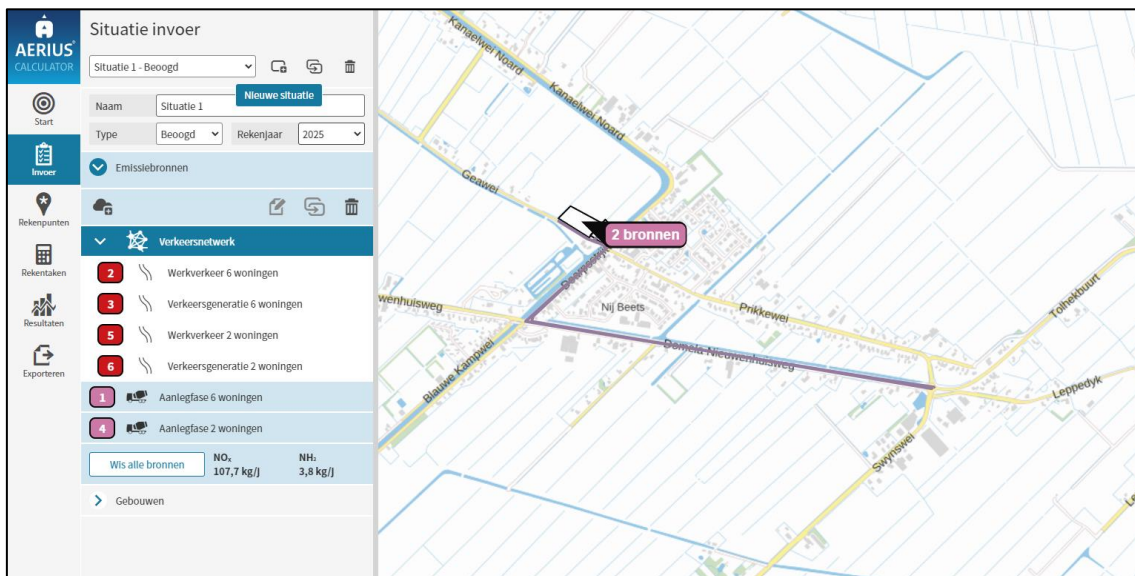 AERIUS®
CALCULATOR
Start
Invoer
Rekenpunten
Rekentaken
Resultaten
Exporteren
Situatie invoer
Situatie 1 - Beoogd
Nieuwe situatie
Naam Situatie 1
Type Beoogd Rekenjaar 2025
Emissiebronnen
Verkeersnetwerk
2 Werkverkeer 6 woningen
3 Verkeersgeneratie 6 woningen
5 Werkverkeer 2 woningen
6 Verkeersgeneratie 2 woningen
1 Aanlegfase 6 woningen
4 Aanlegfase 2 woningen
Wis alle bronnen
NOₓ
107,7 kg/j
NH₃
3,8 kg/j
Gebouwen
Kanaelwei Noard
Kanaelwei Noard
Geawei
2 bronnen
Nij Beets
wenhuisweg
Prikkewei
Tolhekbuurt
Domela Nieuwenhuisweg
Blauwe Kampwei
Leppedyk
Swynswei